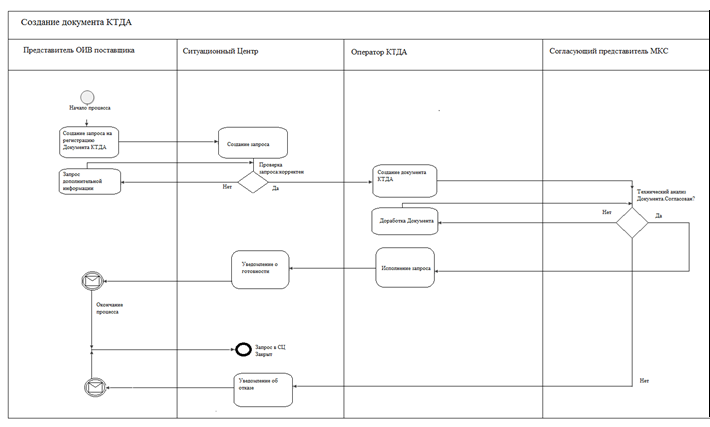 Создание документа КТДА
Представитель ОИВ поставщика
Ситуационный Центр
Оператор КТДА
Согласующий представитель МКС
Начало процесса
Создание запроса на
регистрацию
Документа КТДА
Создание запроса
Проверка
запроса:корректен
Нет
Да
Запрос
дополнительной
информации
Создание документа
КТДА
Технический анализ
Документа.Согласован?
Нет
Да
Доработка Документа
Уведомление о
готовности
Исполнение запроса
Окончание
процесса
Запрос в СЦ
Закрыт
Уведомление об
отказе
Нет